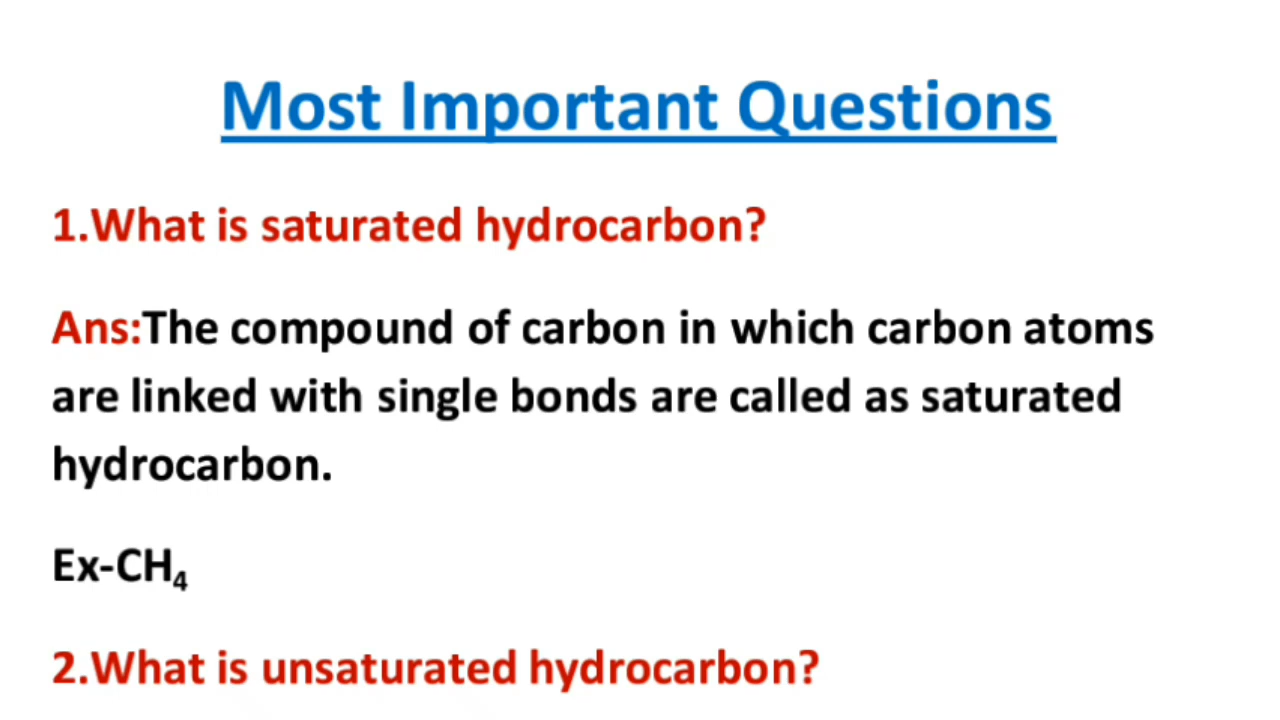 Most Important Questions
1.What is saturated hydrocarbon?
Ans:The compound of carbon in which carbon atoms
are linked with single bonds are called as saturated
hydrocarbon.
Ex-CH₄
2.What is unsaturated hydrocarbon?